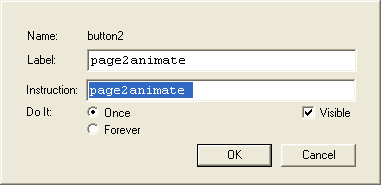 Name: button2
Label: page2animate
Instruction: page2animate
Do It: Once Visible
Forever
OK Cancel